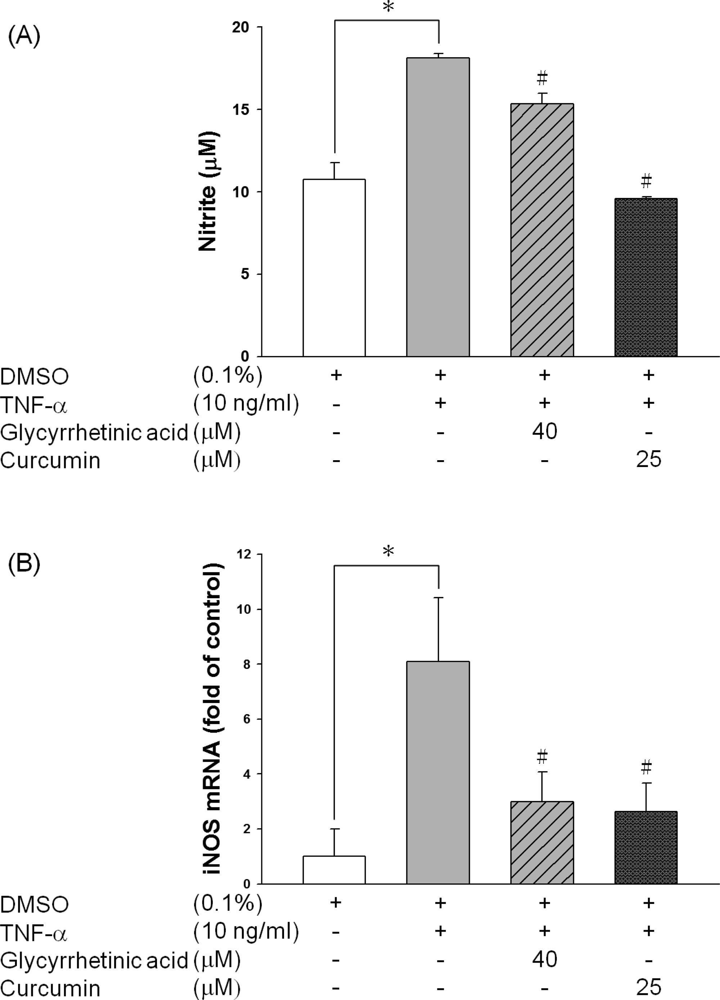 (A)
*
20
15
10
5
0
Nitrite (μM)
#
#
DMSO (0.1%) + + + +
TNF-α (10 ng/ml) - + + +
Glycyrrhetinic acid (μM) - - 40 -
Curcumin (μM) - - - 25
(B)
*
12
10
8
6
4
2
0
iNOS mRNA (fold of control)
#
#
DMSO (0.1%) + + + +
TNF-α (10 ng/ml) - + + +
Glycyrrhetinic acid (μM) - - 40 -
Curcumin (μM) - - - 25